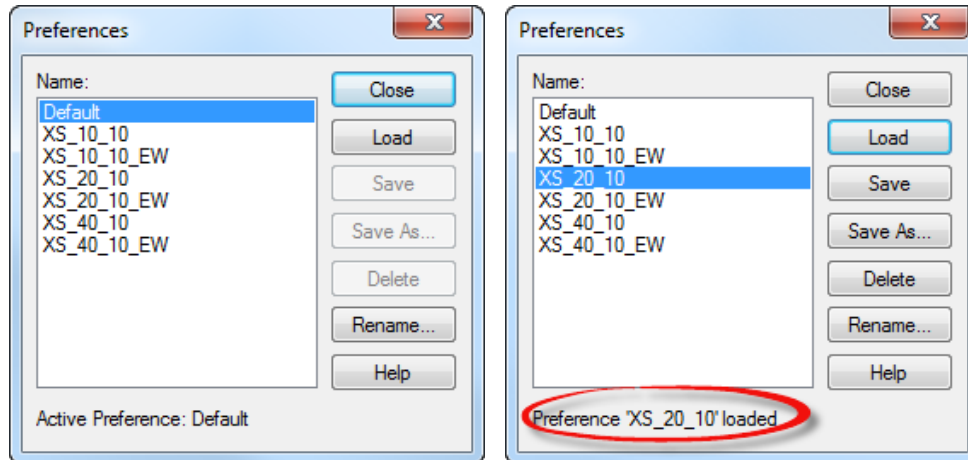 Preferences
Name:
Default
XS_10_10
XS_10_10_EW
XS_20_10
XS_20_10_EW
XS_40_10
XS_40_10_EW
Close
Load
Save
Save As...
Delete
Rename...
Help
Active Preference: Default
Preferences
Name:
Default
XS_10_10
XS_10_10_EW
XS_20_10
XS_20_10_EW
XS_40_10
XS_40_10_EW
Close
Load
Save
Save As...
Delete
Rename...
Help
Preference 'XS_20_10' loaded